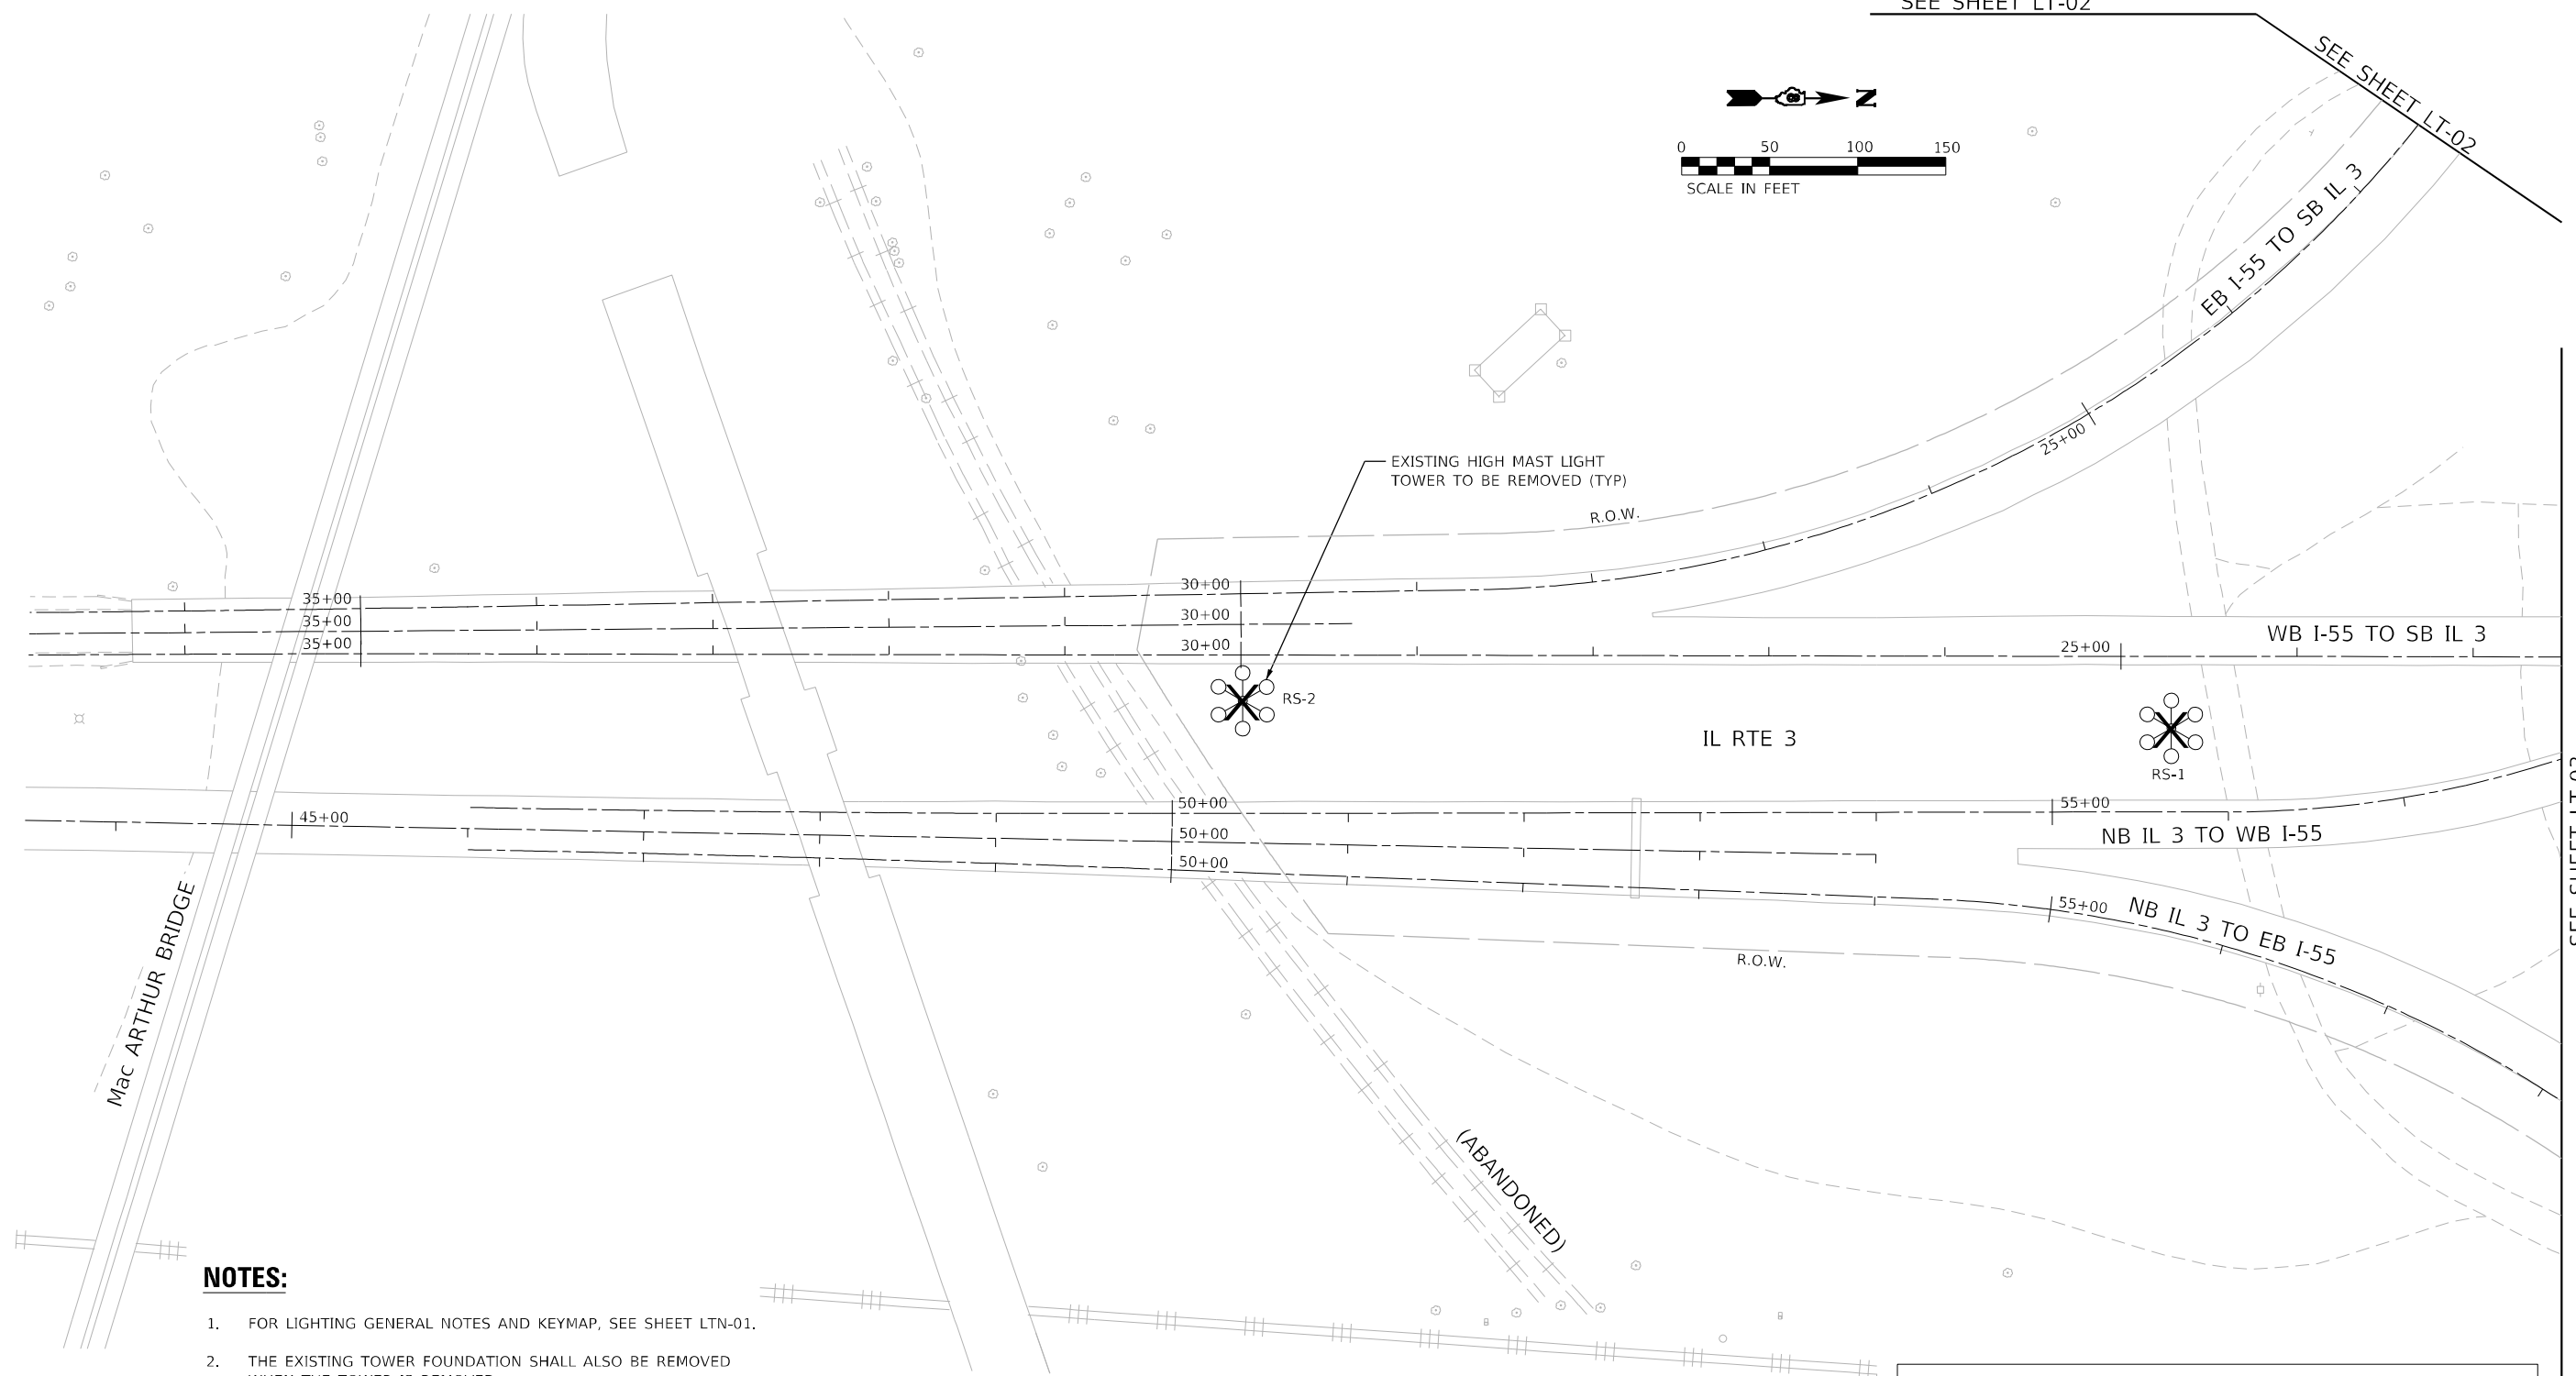 SEE SHEET LT-02
SEE SHEET LT-02
N
0 50 100 150
SCALE IN FEET
EB I-55 TO SB IL 3
25+00
EXISTING HIGH MAST LIGHT
TOWER TO BE REMOVED (TYP)
R.O.W.
30+00
35+00
30+00
35+00
WB I-55 TO SB IL 3
35+00
30+00
25+00
RS-2
IL RTE 3
RS-1
50+00
55+00
45+00
50+00
NB IL 3 TO WB I-55
50+00
55+00
NB IL 3 TO EB I-55
R.O.W.
Mac ARTHUR BRIDGE
(ABANDONED)
NOTES:
1. FOR LIGHTING GENERAL NOTES AND KEYMAP, SEE SHEET LTN-01.
2. THE EXISTING TOWER FOUNDATION SHALL ALSO BE REMOVED
WHEN THE TOWER IS REMOVED.